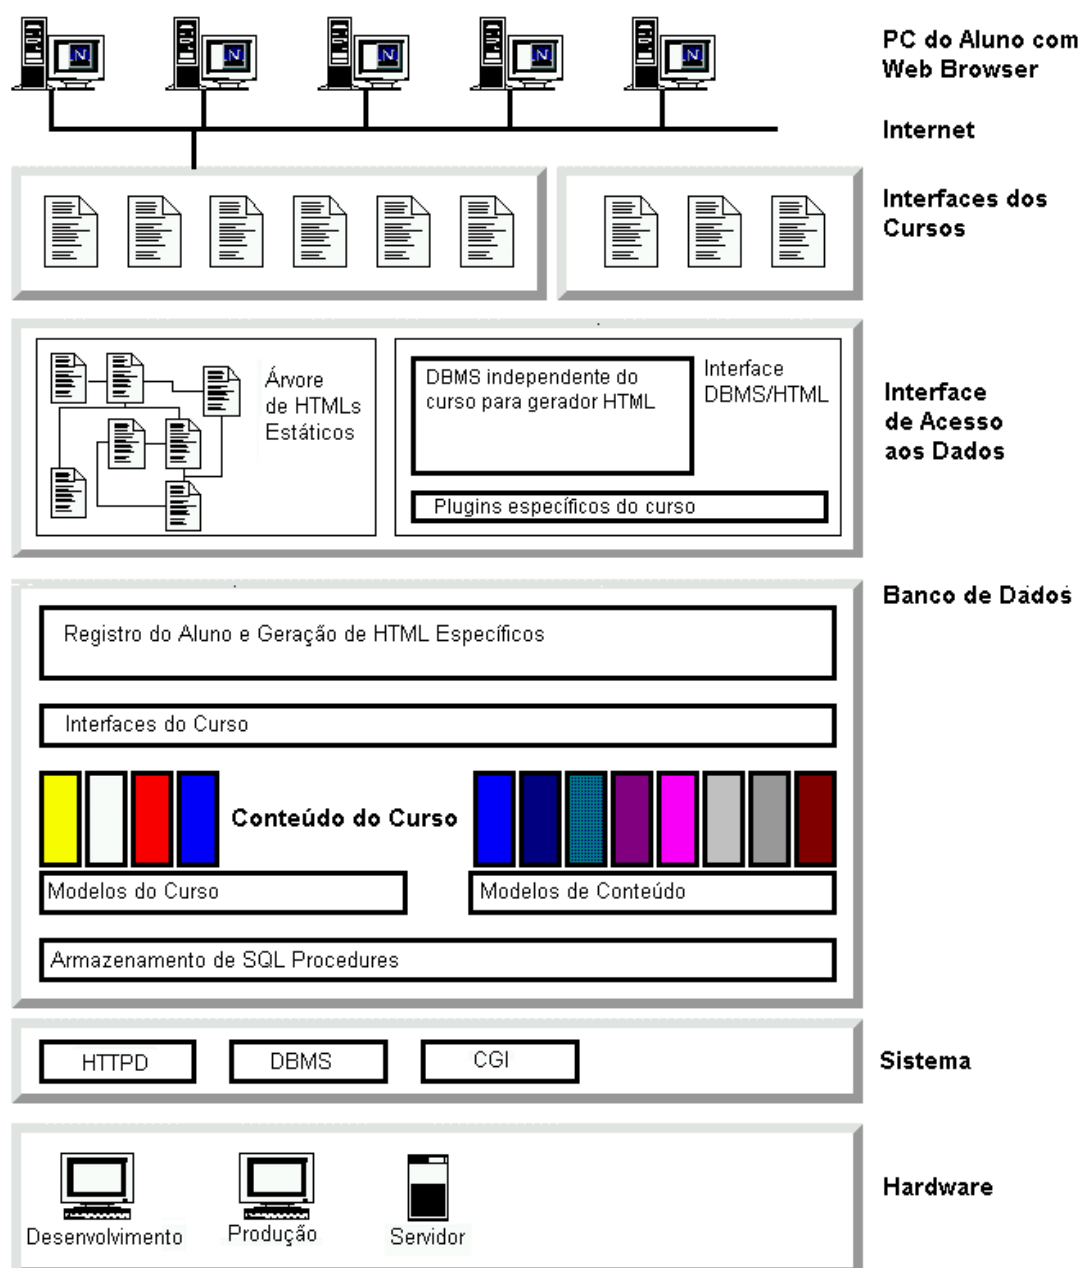 N N N N N
PC do Aluno com
Web Browser
Internet
Interfaces dos
Cursos
Árvore
de HTMLs
Estáticos
DBMS independente do
curso para gerador HTML
Interface
DBMS/HTML
Plugins específicos do curso
Interface
de Acesso
aos Dados
Banco de Dados
Registro do Aluno e Geração de HTML Específicos
Interfaces do Curso
Conteúdo do Curso
Modelos do Curso
Modelos de Conteúdo
Armazenamento de SQL Procedures
HTTPD
DBMS
CGI
Sistema
Desenvolvimento
Produção
Servidor
Hardware